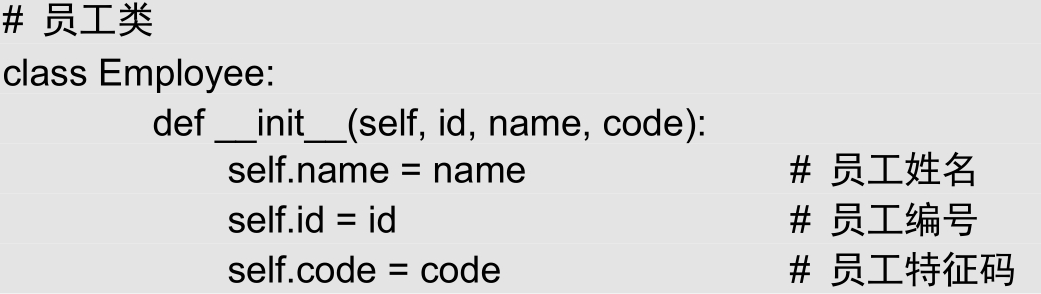 # 员工类
class Employee:
def __init__(self, id, name, code):
self.name = name # 员工姓名
self.id = id # 员工编号
self.code = code # 员工特征码